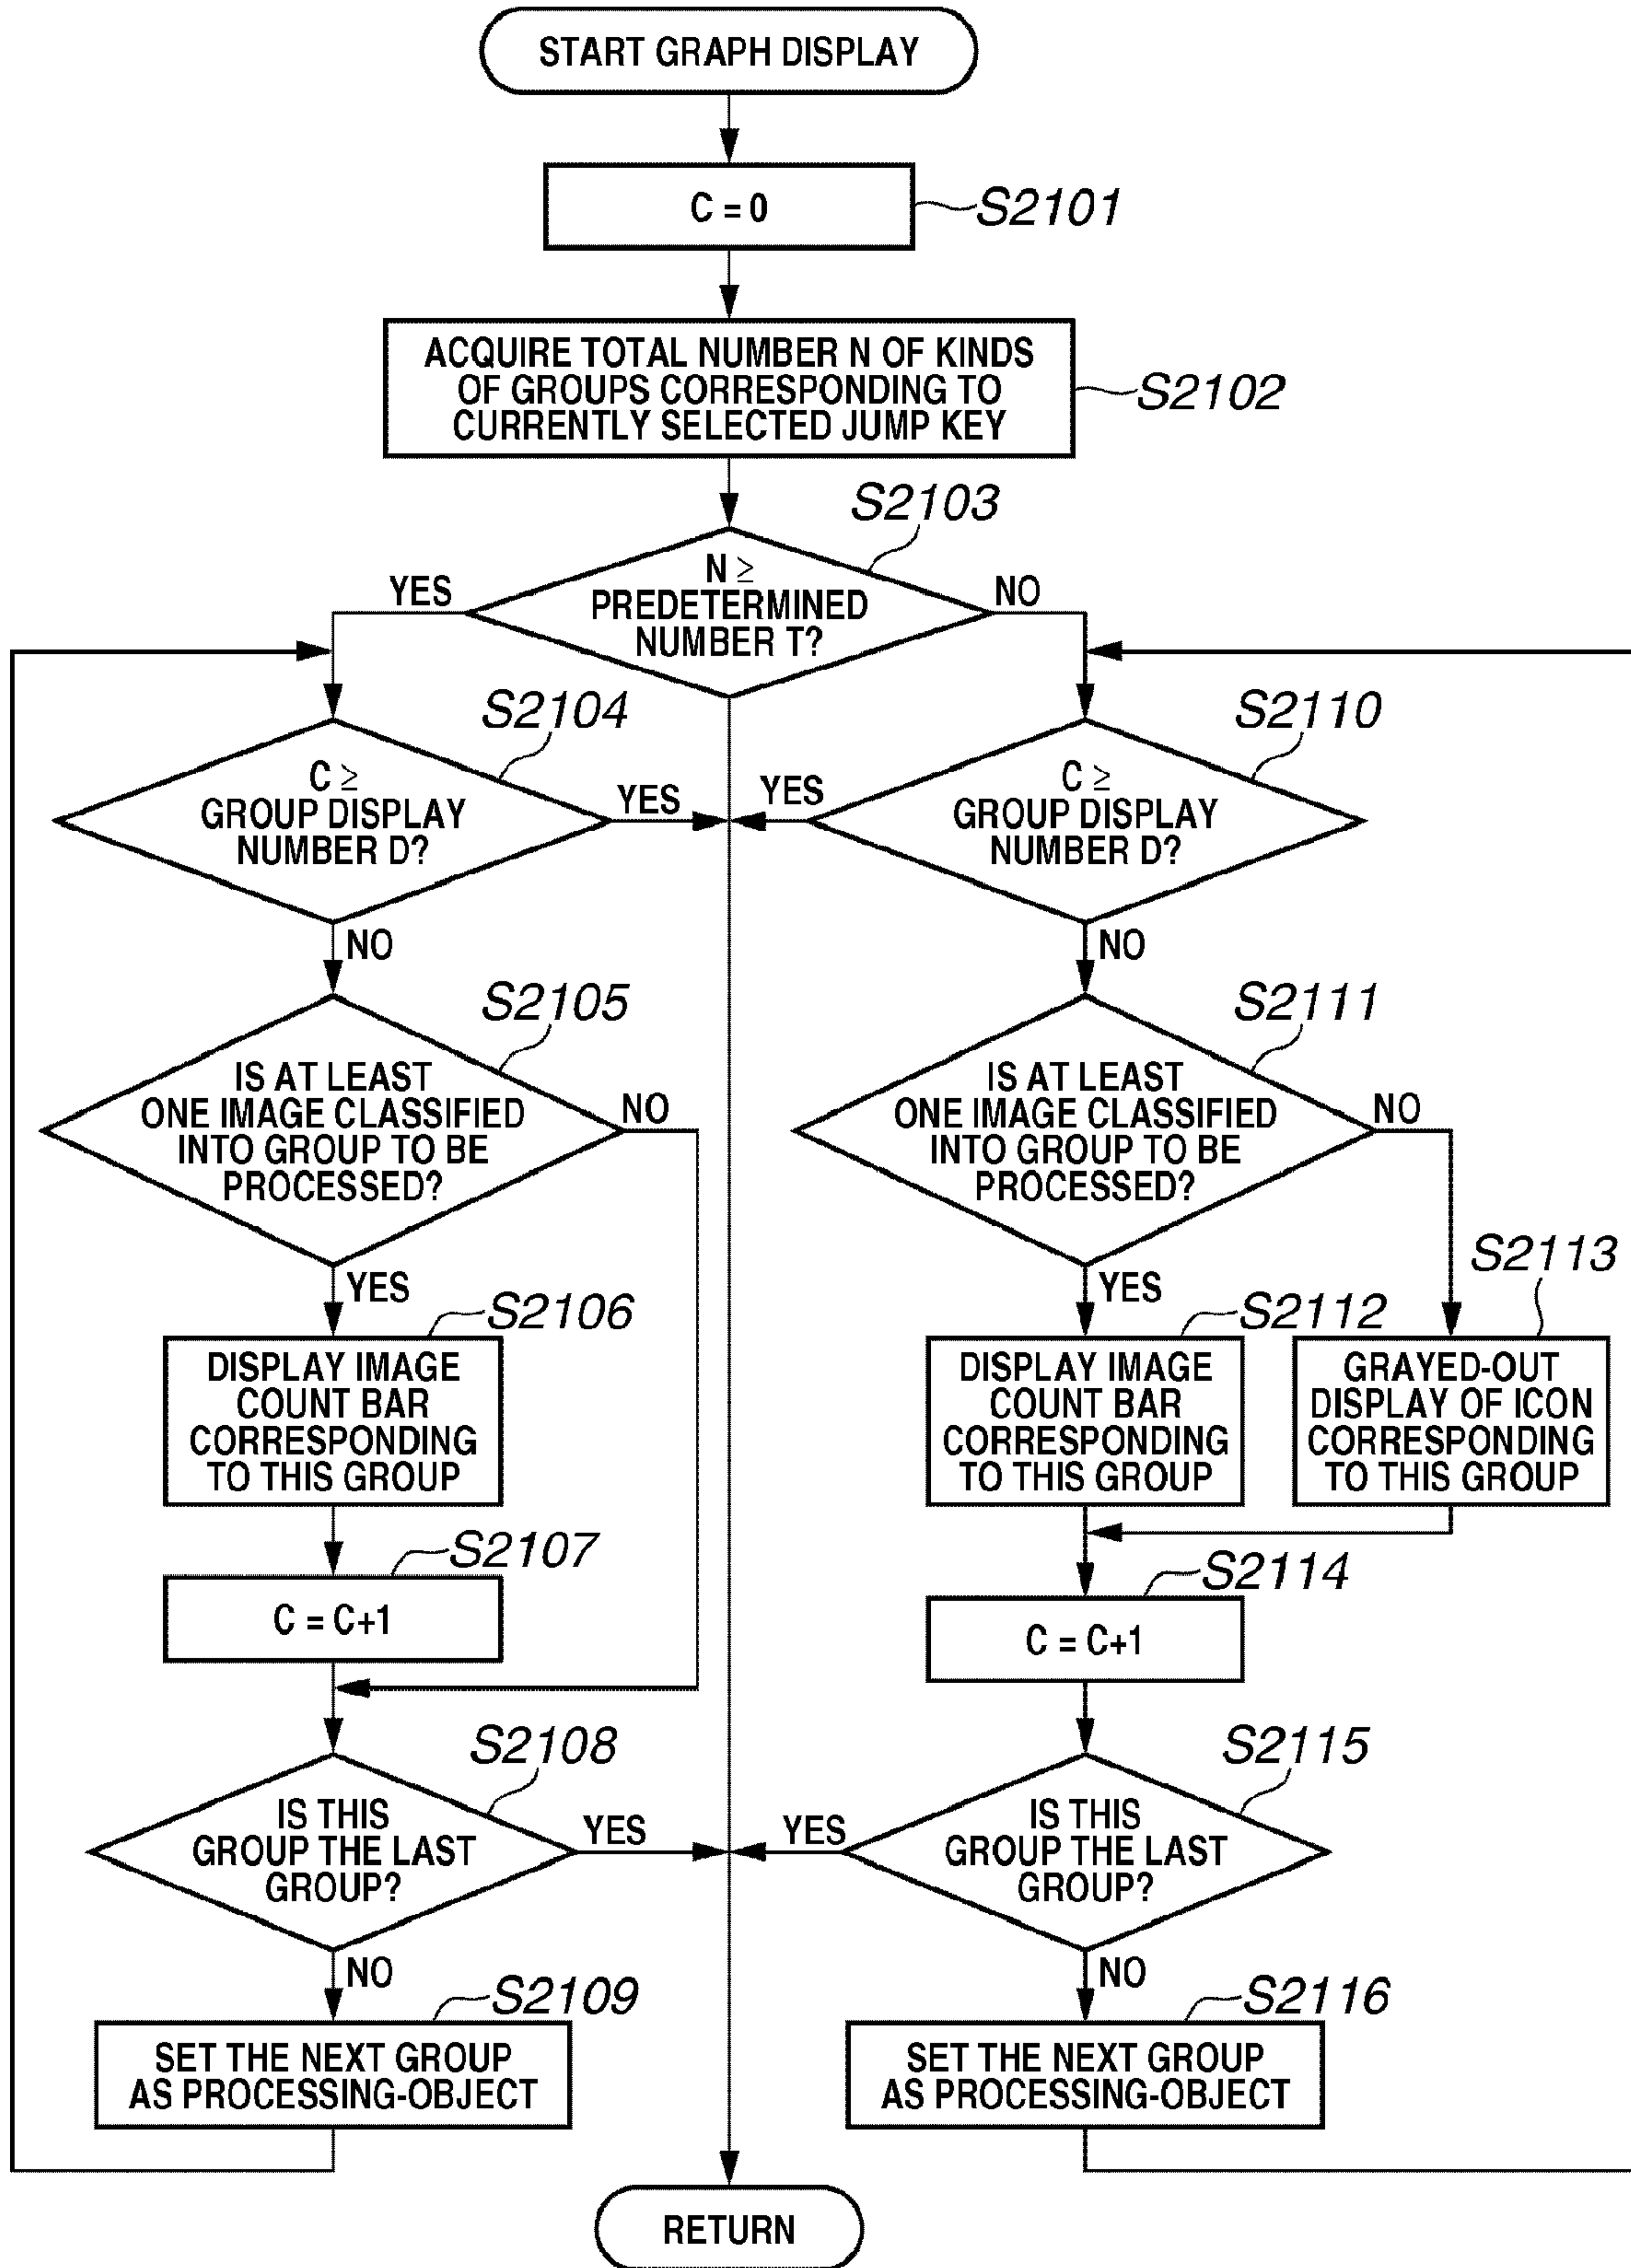 START GRAPH DISPLAY
C = 0
S2101
ACQUIRE TOTAL NUMBER N OF KINDS
OF GROUPS CORRESPONDING TO
CURRENTLY SELECTED JUMP KEY
S2102
S2103
N ≥
PREDETERMINED
NUMBER T?
YES
NO
S2104
C ≥
GROUP DISPLAY
NUMBER D?
YES
NO
S2110
C ≥
GROUP DISPLAY
NUMBER D?
YES
NO
S2105
IS AT LEAST
ONE IMAGE CLASSIFIED
INTO GROUP TO BE
PROCESSED?
NO
YES
S2111
IS AT LEAST
ONE IMAGE CLASSIFIED
INTO GROUP TO BE
PROCESSED?
NO
YES
S2106
DISPLAY IMAGE
COUNT BAR
CORRESPONDING
TO THIS GROUP
S2112
DISPLAY IMAGE
COUNT BAR
CORRESPONDING
TO THIS GROUP
S2113
GRAYED-OUT
DISPLAY OF ICON
CORRESPONDING
TO THIS GROUP
S2107
C = C+1
S2114
C = C+1
S2108
IS THIS
GROUP THE LAST
GROUP?
YES
NO
S2115
IS THIS
GROUP THE LAST
GROUP?
YES
NO
S2109
SET THE NEXT GROUP
AS PROCESSING-OBJECT
S2116
SET THE NEXT GROUP
AS PROCESSING-OBJECT
RETURN